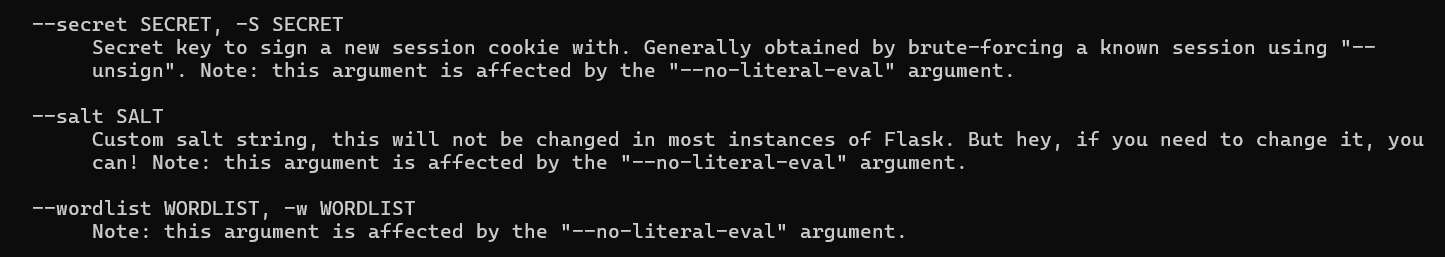 --secret SECRET, -S SECRET
Secret key to sign a new session cookie with. Generally obtained by brute-forcing a known session using "--
unsign". Note: this argument is affected by the "--no-literal-eval" argument.
--salt SALT
Custom salt string, this will not be changed in most instances of Flask. But hey, if you need to change it, you
can! Note: this argument is affected by the "--no-literal-eval" argument.
--wordlist WORDLIST, -w WORDLIST
Note: this argument is affected by the "--no-literal-eval" argument.